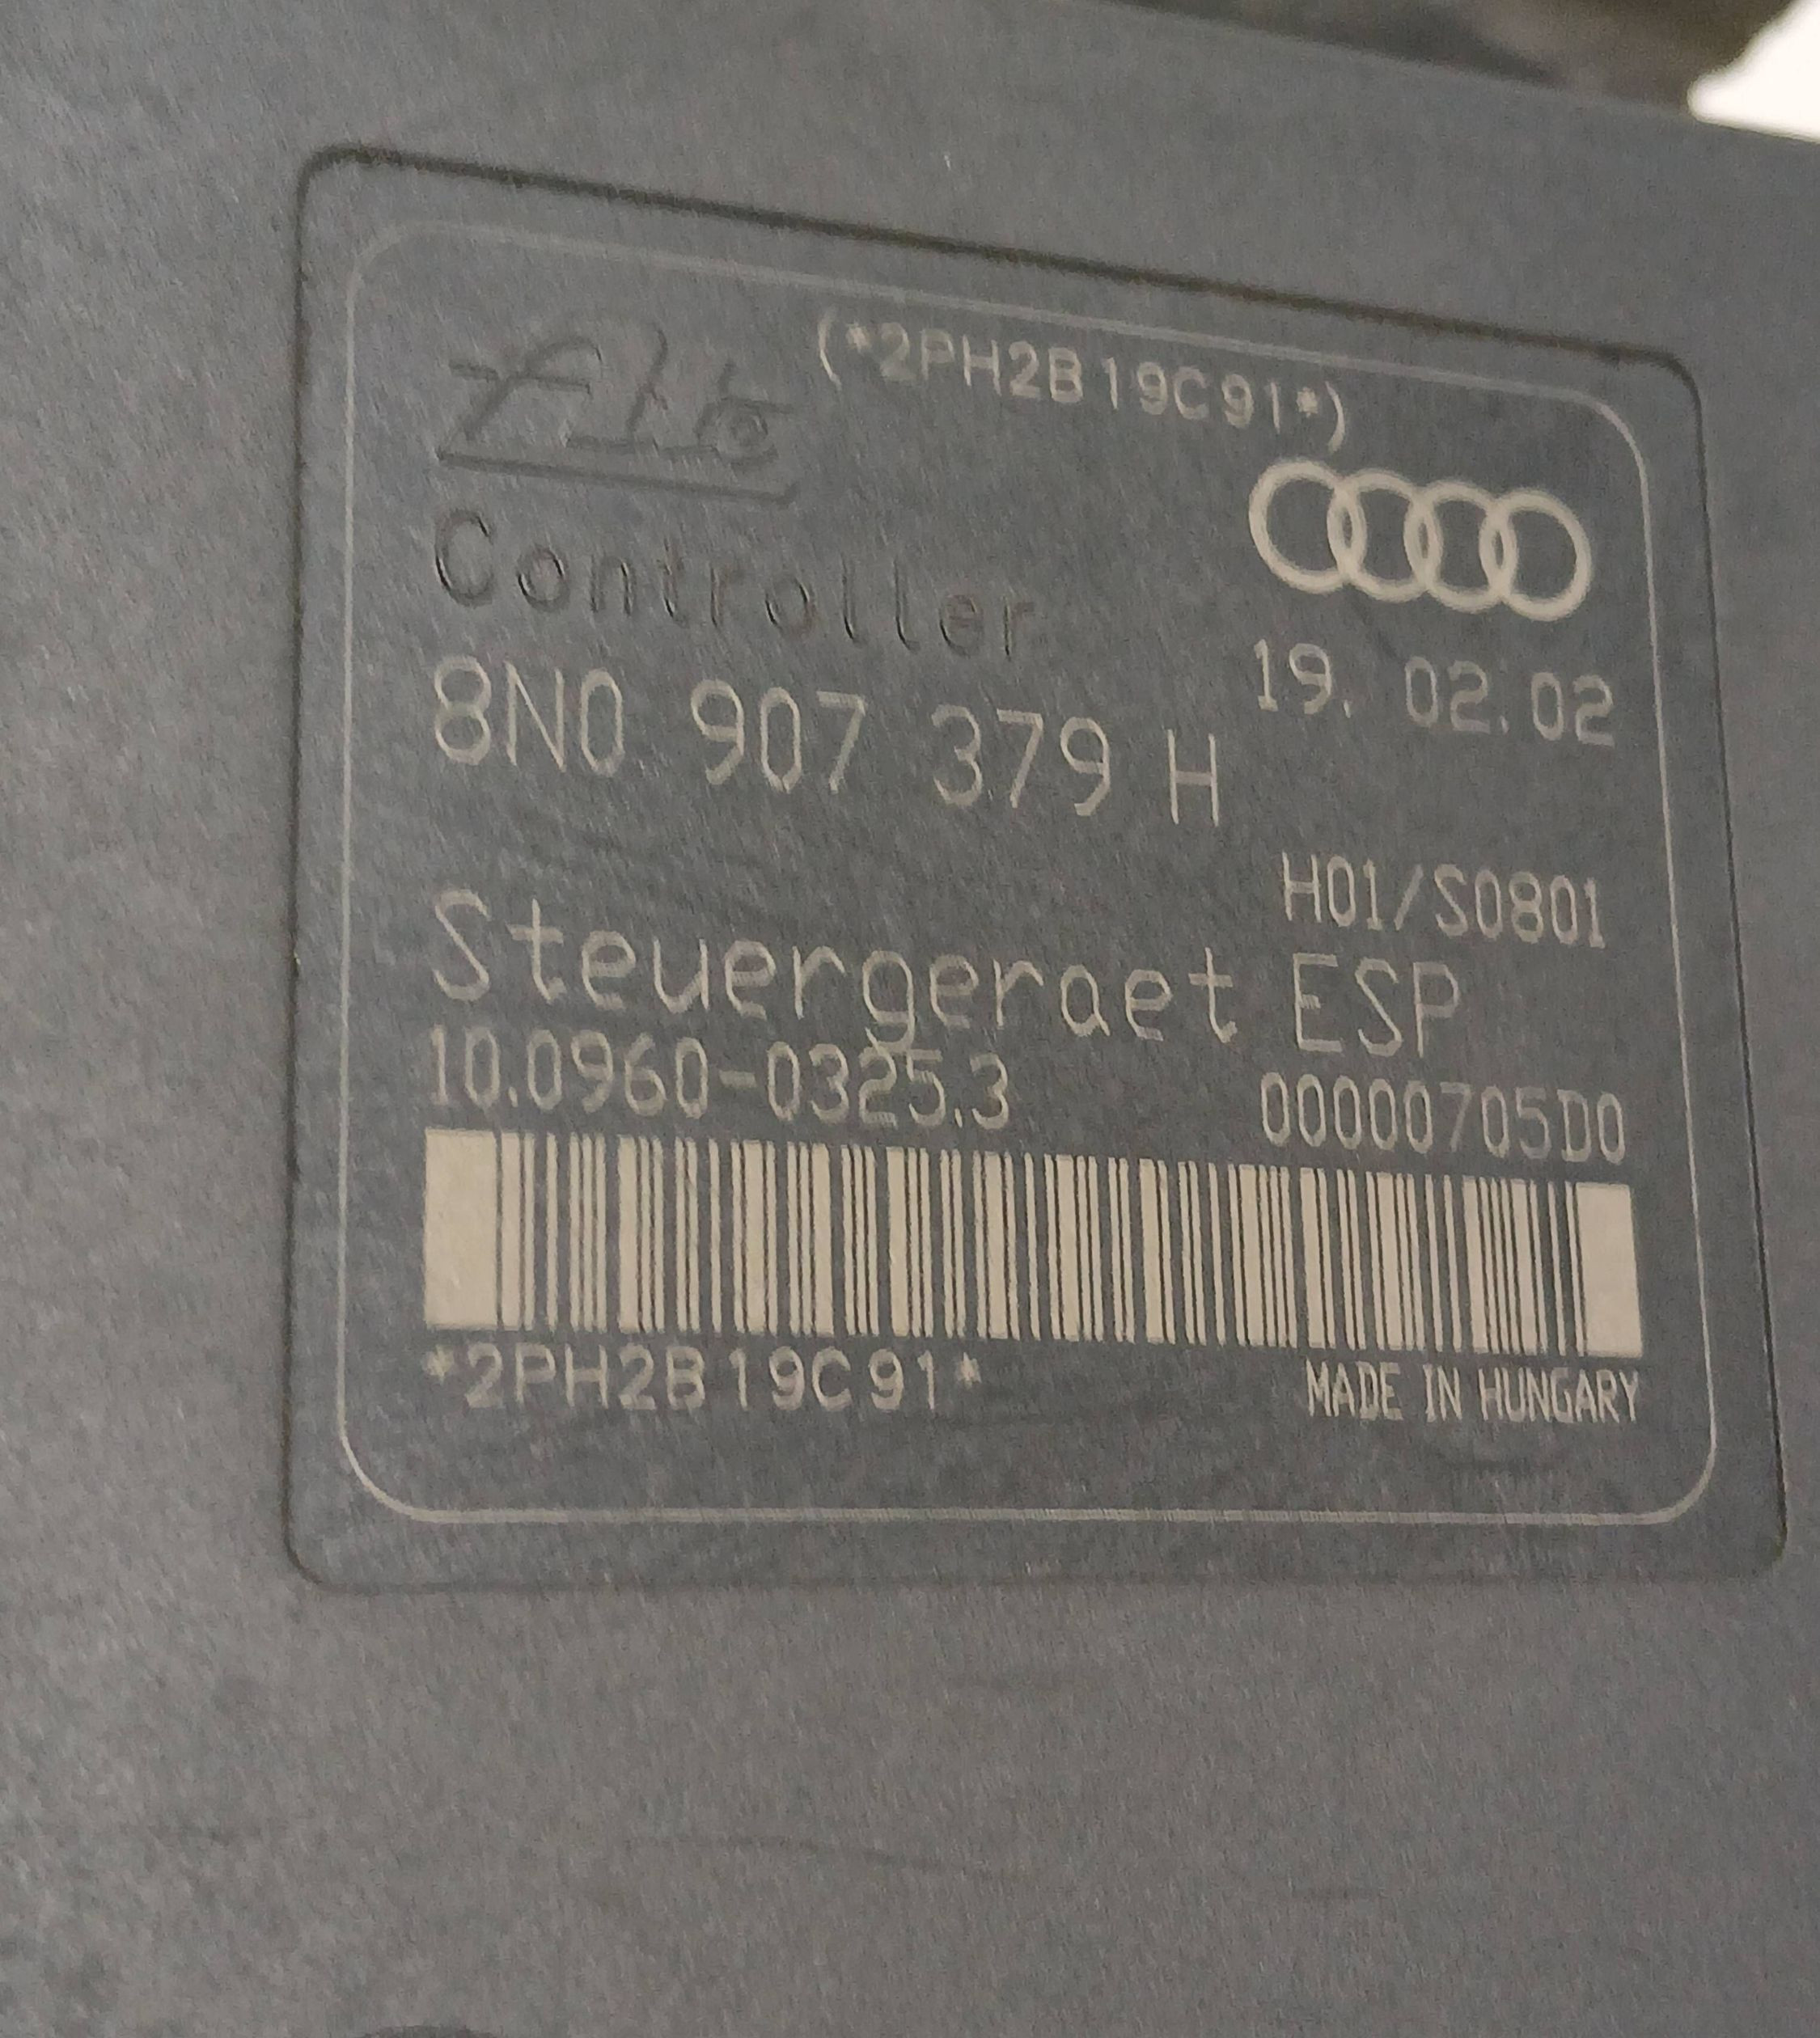 (*2PH2B19C91*)
Ate
Controller
19. 02.02
8N0 907 379 H
H01/S0801
Steuergeraet ESP
10.0960-0325.3 00000705D0
*2PH2B19C91* MADE IN HUNGARY